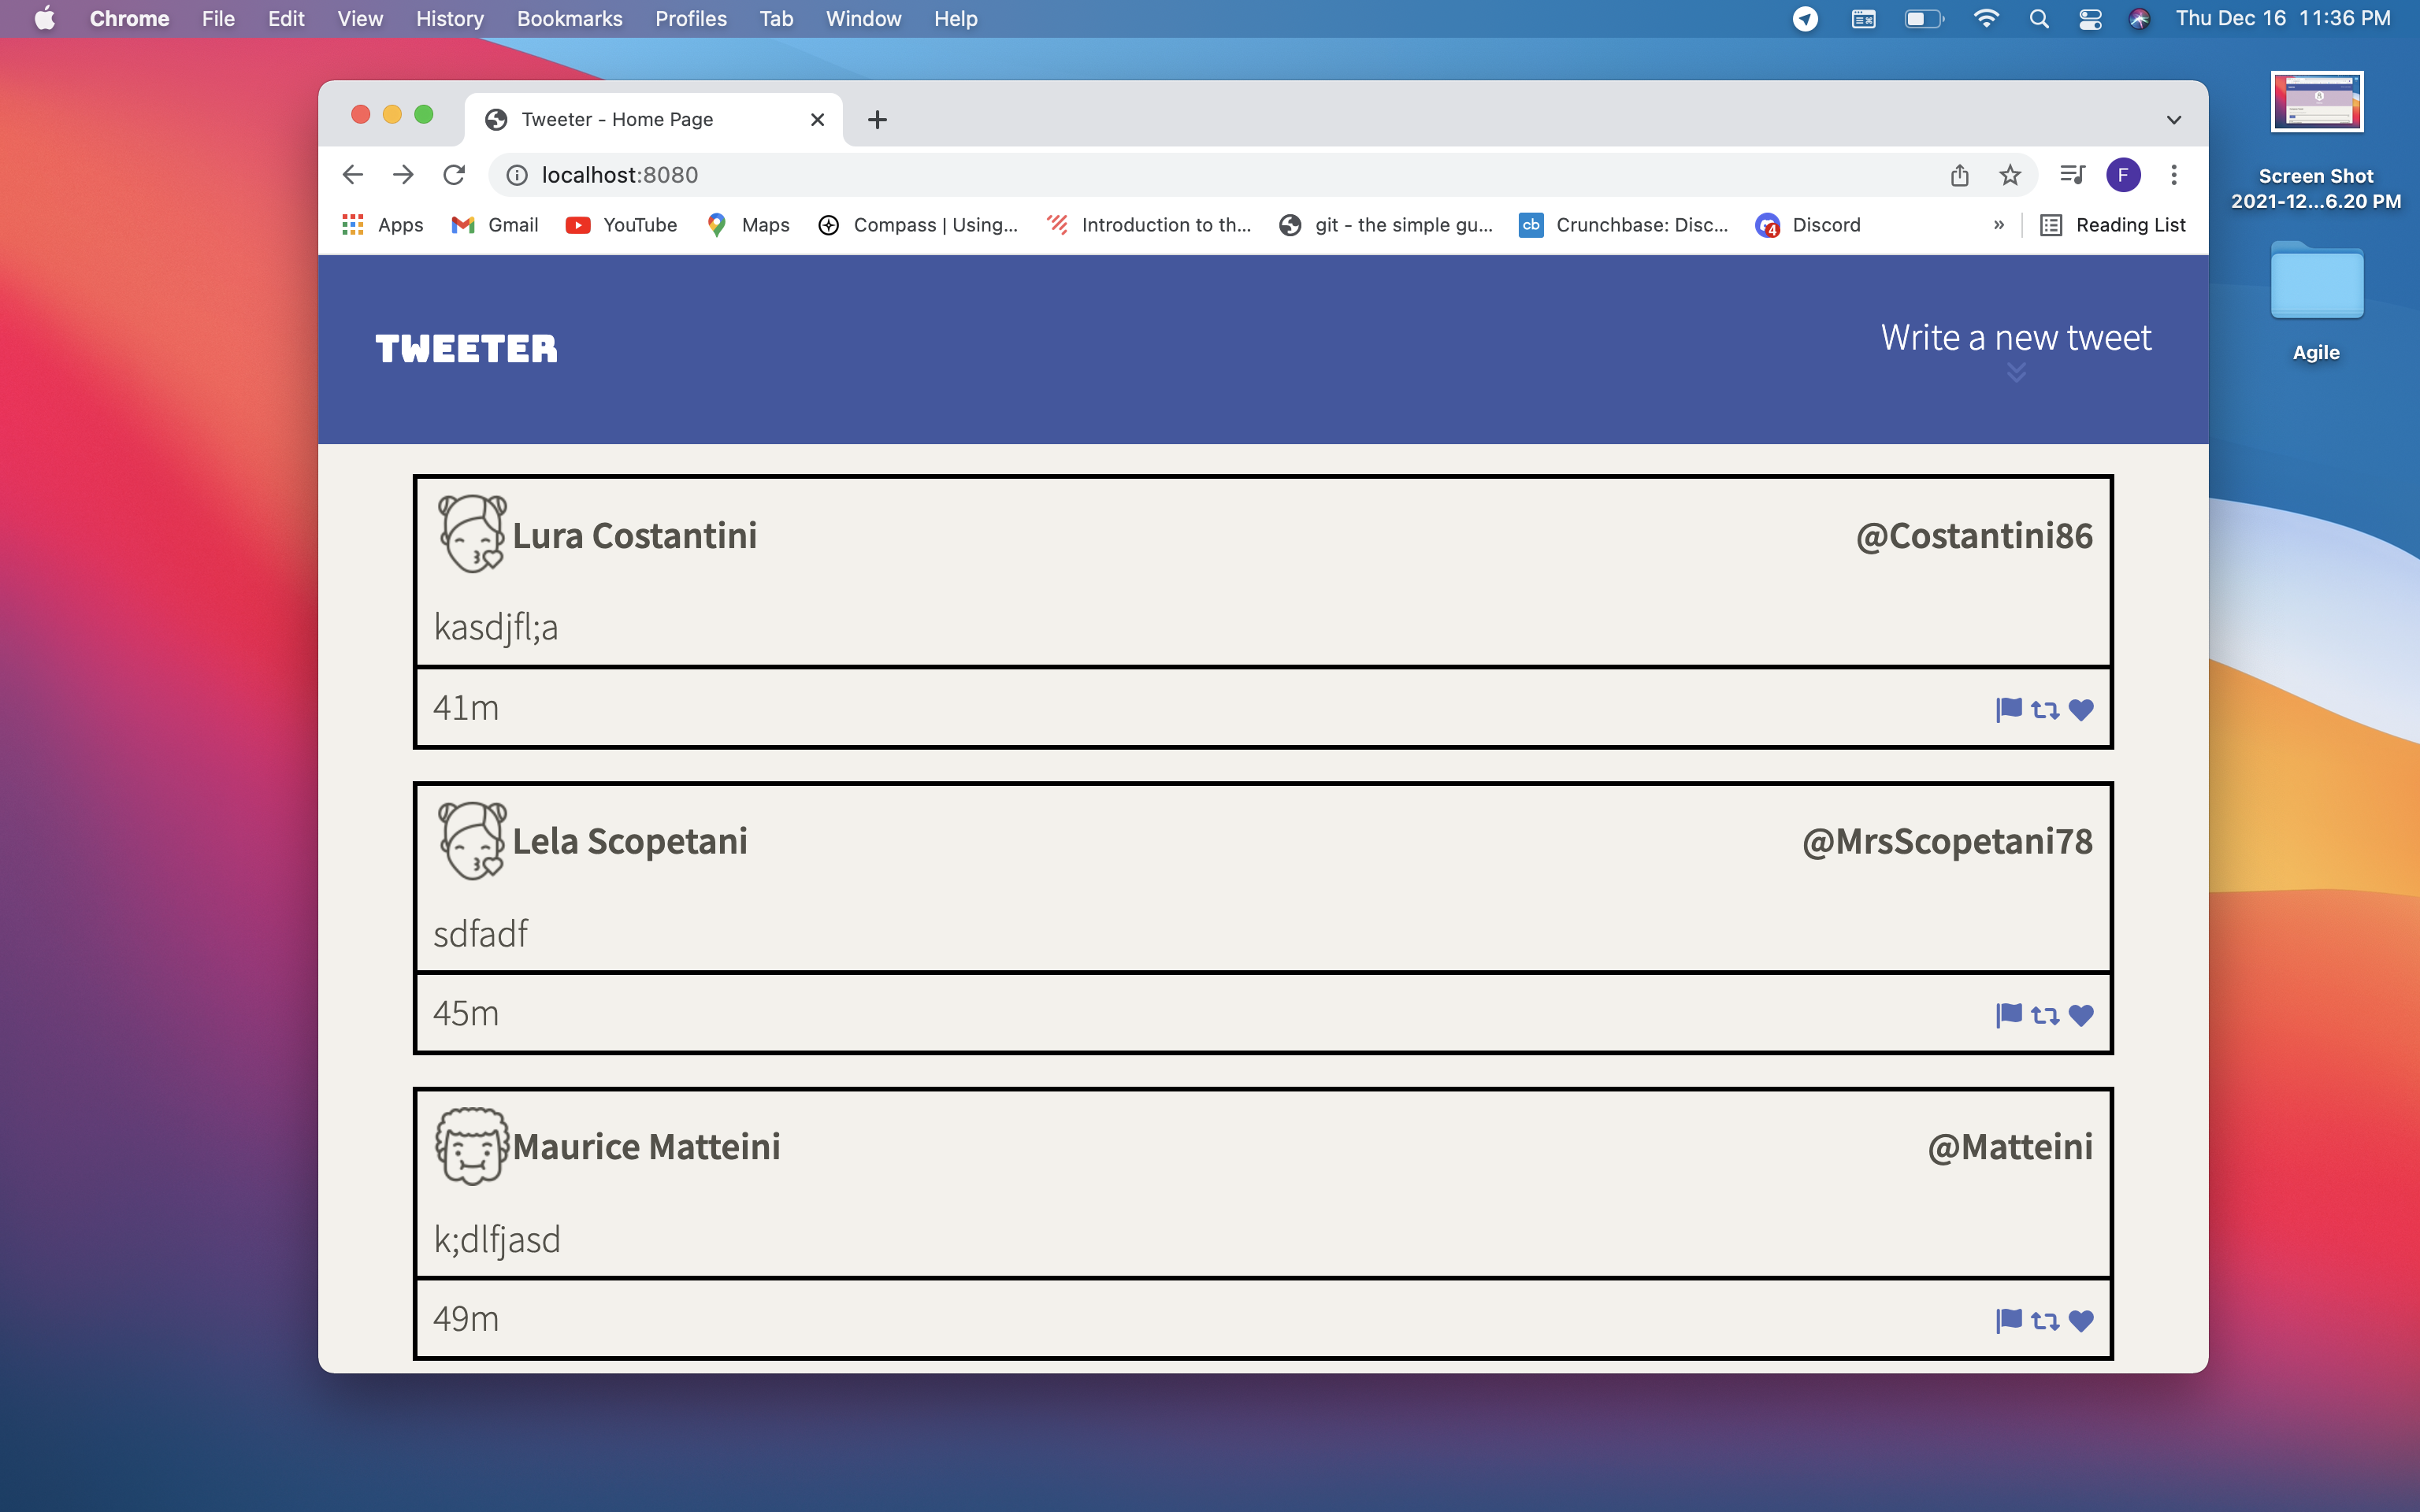 Chrome File Edit View History Bookmarks Profiles Tab Window Help Thu Dec 16 11:36 PM
Tweeter - Home Page
localhost:8080 F
Apps Gmail YouTube Maps Compass | Using... Introduction to th... git - the simple gu... cb Crunchbase: Disc... 4 Discord » Reading List
Screen Shot
2021-12...6.20 PM
Agile
TWEETER Write a new tweet
Lura Costantini @Costantini86
kasdjfl;a
41m
Lela Scopetani @MrsScopetani78
sdfadf
45m
Maurice Matteini @Matteini
k;dlfjasd
49m